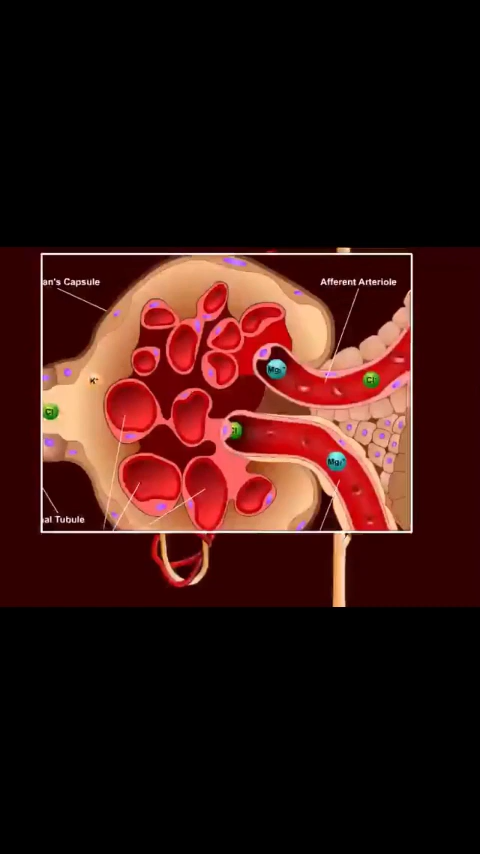 an's Capsule
Afferent Arteriole
Mg₂⁺
Cl
K⁺
Cl
Cl
Mg₂⁺
al Tubule